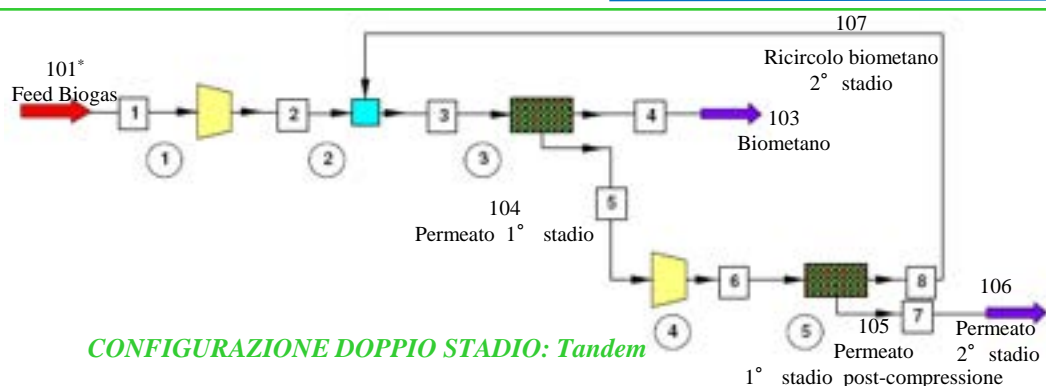 107
101*
Feed Biogas
Ricircolo biometano
2° stadio
1
2
3
4
103
Biometano
1
2
3
104
Permeato 1° stadio
5
6
8
7
106
4
5
105
Permeato
1° stadio post-compressione
Permeato
2° stadio
CONFIGURAZIONE DOPPIO STADIO: Tandem